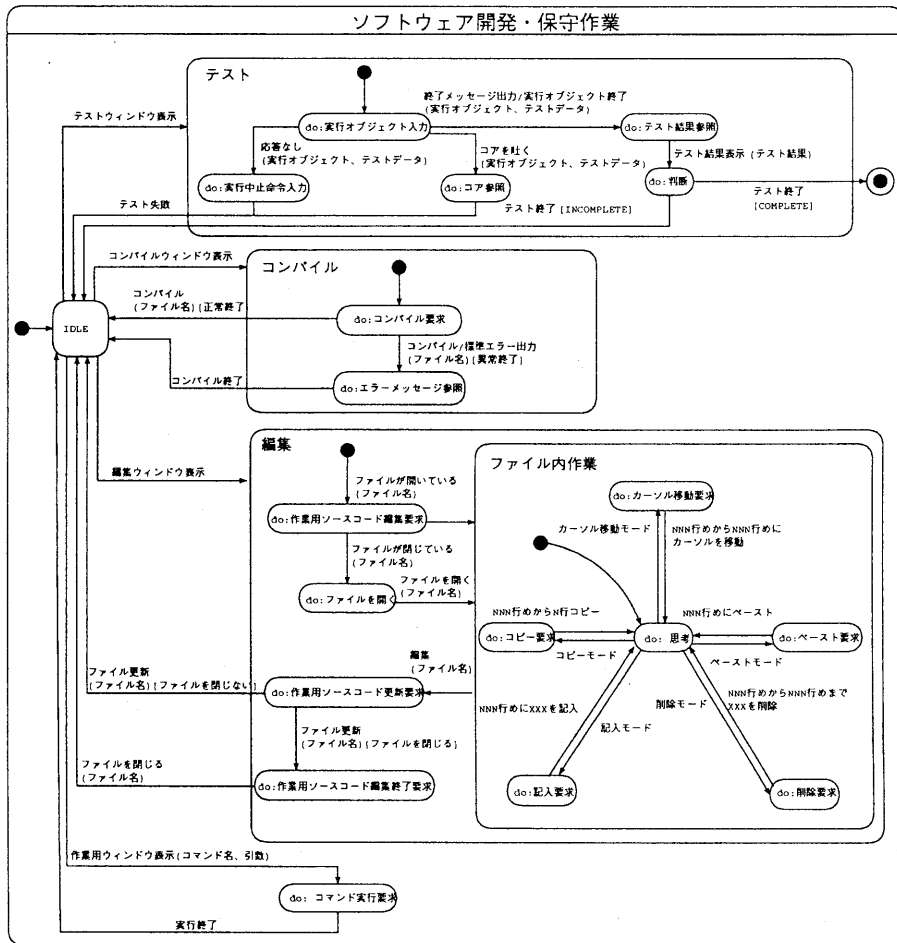 ソフトウェア開発・保守作業
テスト
テストウィンドウ表示
終了メッセージ出力/実行オブジェクト終了
(実行オブジェクト、テストデータ)
do:実行オブジェクト入力
do:テスト結果参照
応答なし
(実行オブジェクト、テストデータ)
コアを吐く
(実行オブジェクト、テストデータ)
テスト結果表示 (テスト結果)
do:実行中止命令入力
do:コア参照
do:判断
テスト失敗
テスト終了 [INCOMPLETE]
テスト終了
[COMPLETE]
コンパイルウィンドウ表示
コンパイル
コンパイル
(ファイル名)[正常終了
do:コンパイル要求
IDLE
コンパイル/標準エラー出力
(ファイル名)[異常終了]
コンパイル終了
do:エラーメッセージ参照
編集
編集ウィンドウ表示
ファイル内作業
ファイルが開いている
(ファイル名)
do:作業用ソースコード編集要求
do:カーソル移動要求
カーソル移動モード
NNN行めからNNN行めに
カーソルを移動
ファイルが閉じている
(ファイル名)
do:ファイルを開く
ファイルを開く
(ファイル名)
NNN行めからN行コピー
NNN行めにペースト
do:コピー要求
do: 思考
do:ペースト要求
コピーモード
ペーストモード
編集
(ファイル名)
ファイル更新
(ファイル名)[ファイルを閉じない]
do:作業用ソースコード更新要求
NNN行めにXXXを記入
記入モード
削除モード
NNN行めからNNN行めまで
XXXを削除
ファイル更新
(ファイル名)[ファイルを閉じる]
ファイルを閉じる
(ファイル名)
do:作業用ソースコード編集終了要求
do:記入要求
do:削除要求
作業用ウィンドウ表示(コマンド名、引数)
do: コマンド実行要求
実行終了